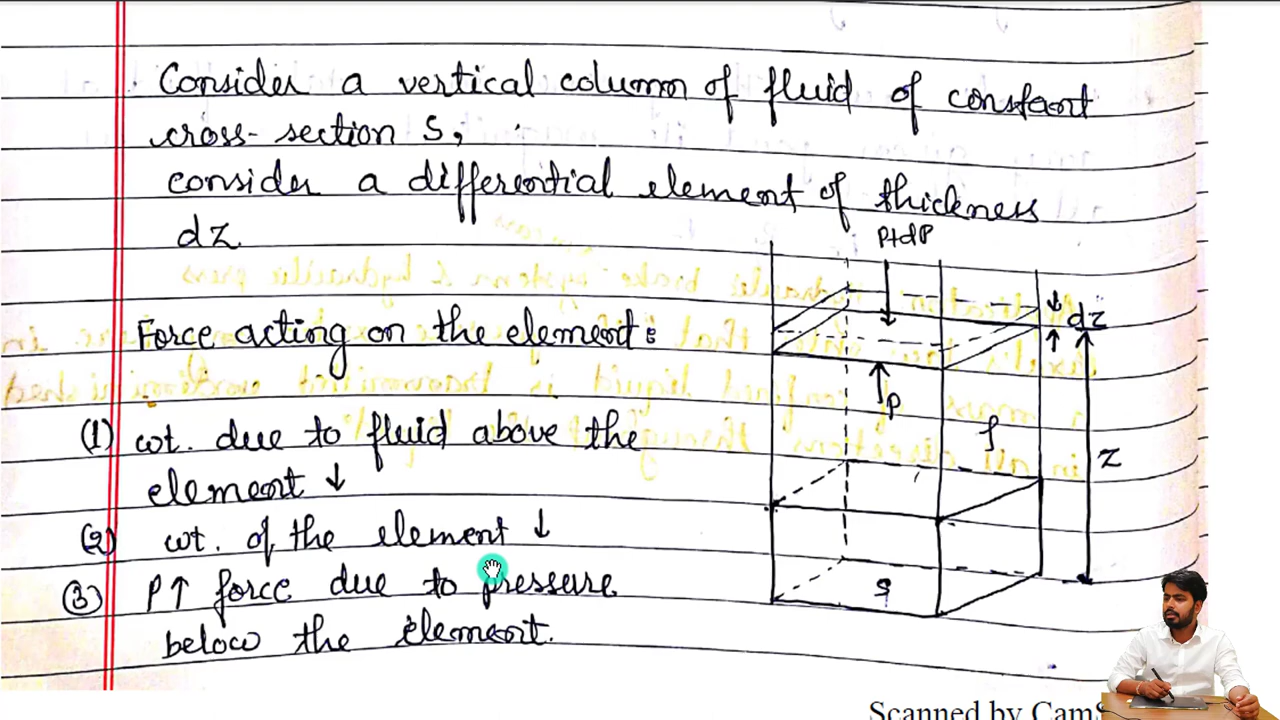 Consider a vertical column of fluid of constant
cross-section S,
consider a differential element of thickness
dz.
P+dP
Force acting on the element:
dz
P
(1) wt. due to fluid above the
ρ
z
element ↓
(2) wt. of the element ↓
(3) P↑ force due to pressure
S
below the element.
Scanned by CamS